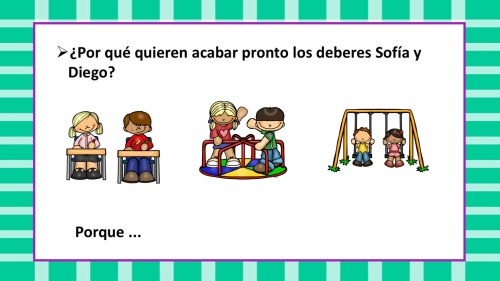 ➢¿Por qué quieren acabar pronto los deberes Sofía y
Diego?
Porque ...